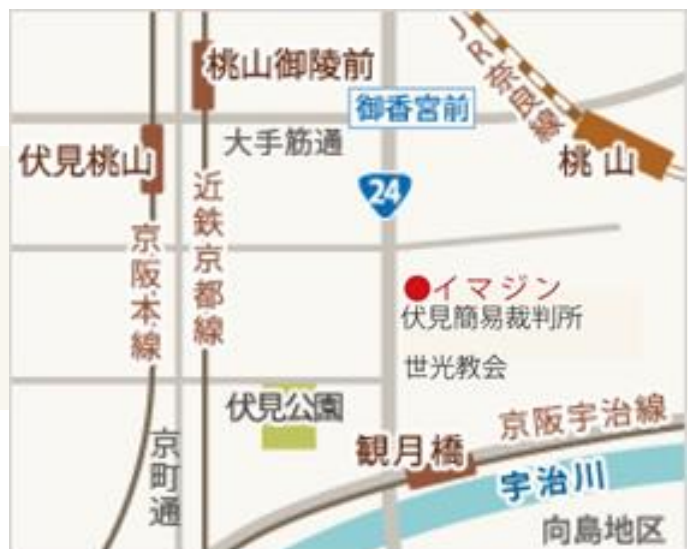 桃山御陵前
JR奈良線
御香宮前
大手筋通
伏見桃山
桃山
24
近鉄京都線
京阪本線
イマジン
伏見簡易裁判所
世光教会
伏見公園
京阪宇治線
京町通
観月橋
宇治川
向島地区